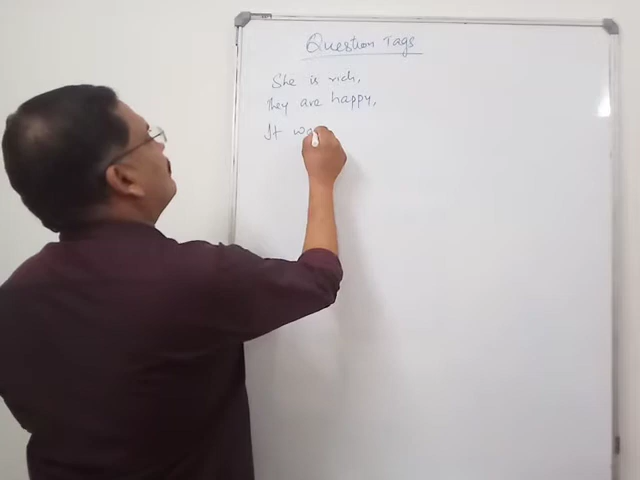 Question Tags
She is rich,
They are happy,
It wa